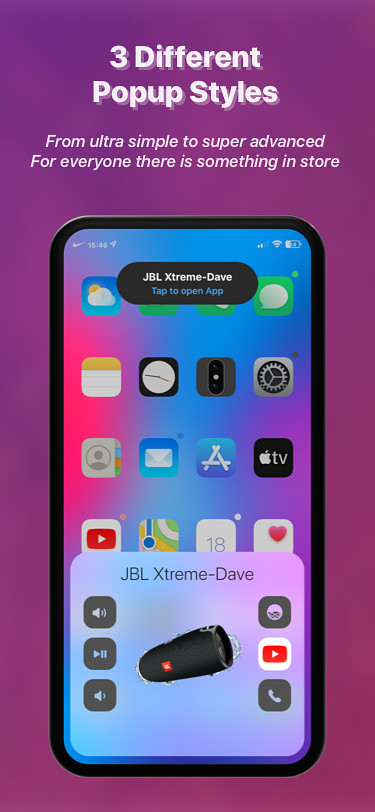 3 Different
Popup Styles
From ultra simple to super advanced
For everyone there is something in store
15:46
JBL Xtreme-Dave
Tap to open App
tv
18
JBL Xtreme-Dave
JBL